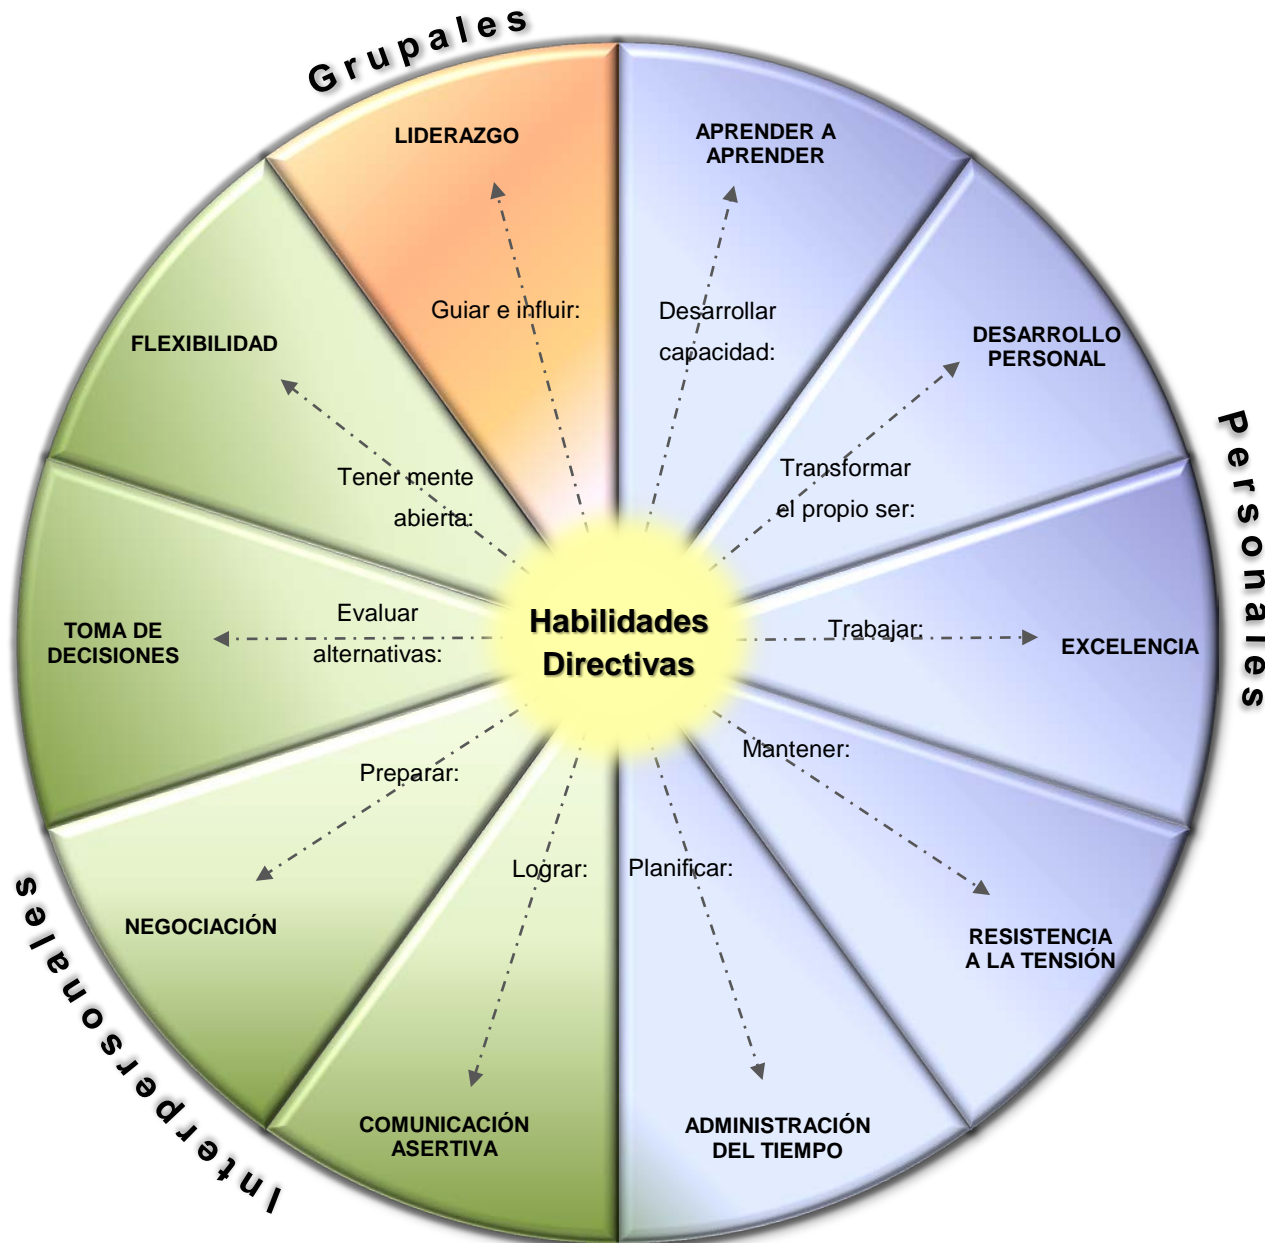 Grupales
LIDERAZGO
Guiar e influir:
APRENDER A
APRENDER
Desarrollar
capacidad:
DESARROLLO
PERSONAL
Transformar
el propio ser:
Personales
EXCELENCIA
Trabajar:
RESISTENCIA
A LA TENSIÓN
Mantener:
ADMINISTRACIÓN
DEL TIEMPO
Planificar:
COMUNICACIÓN
ASERTIVA
Lograr:
Interpersonales
NEGOCIACIÓN
Preparar:
TOMA DE
DECISIONES
Evaluar
alternativas:
FLEXIBILIDAD
Tener mente
abierta:
Habilidades
Directivas